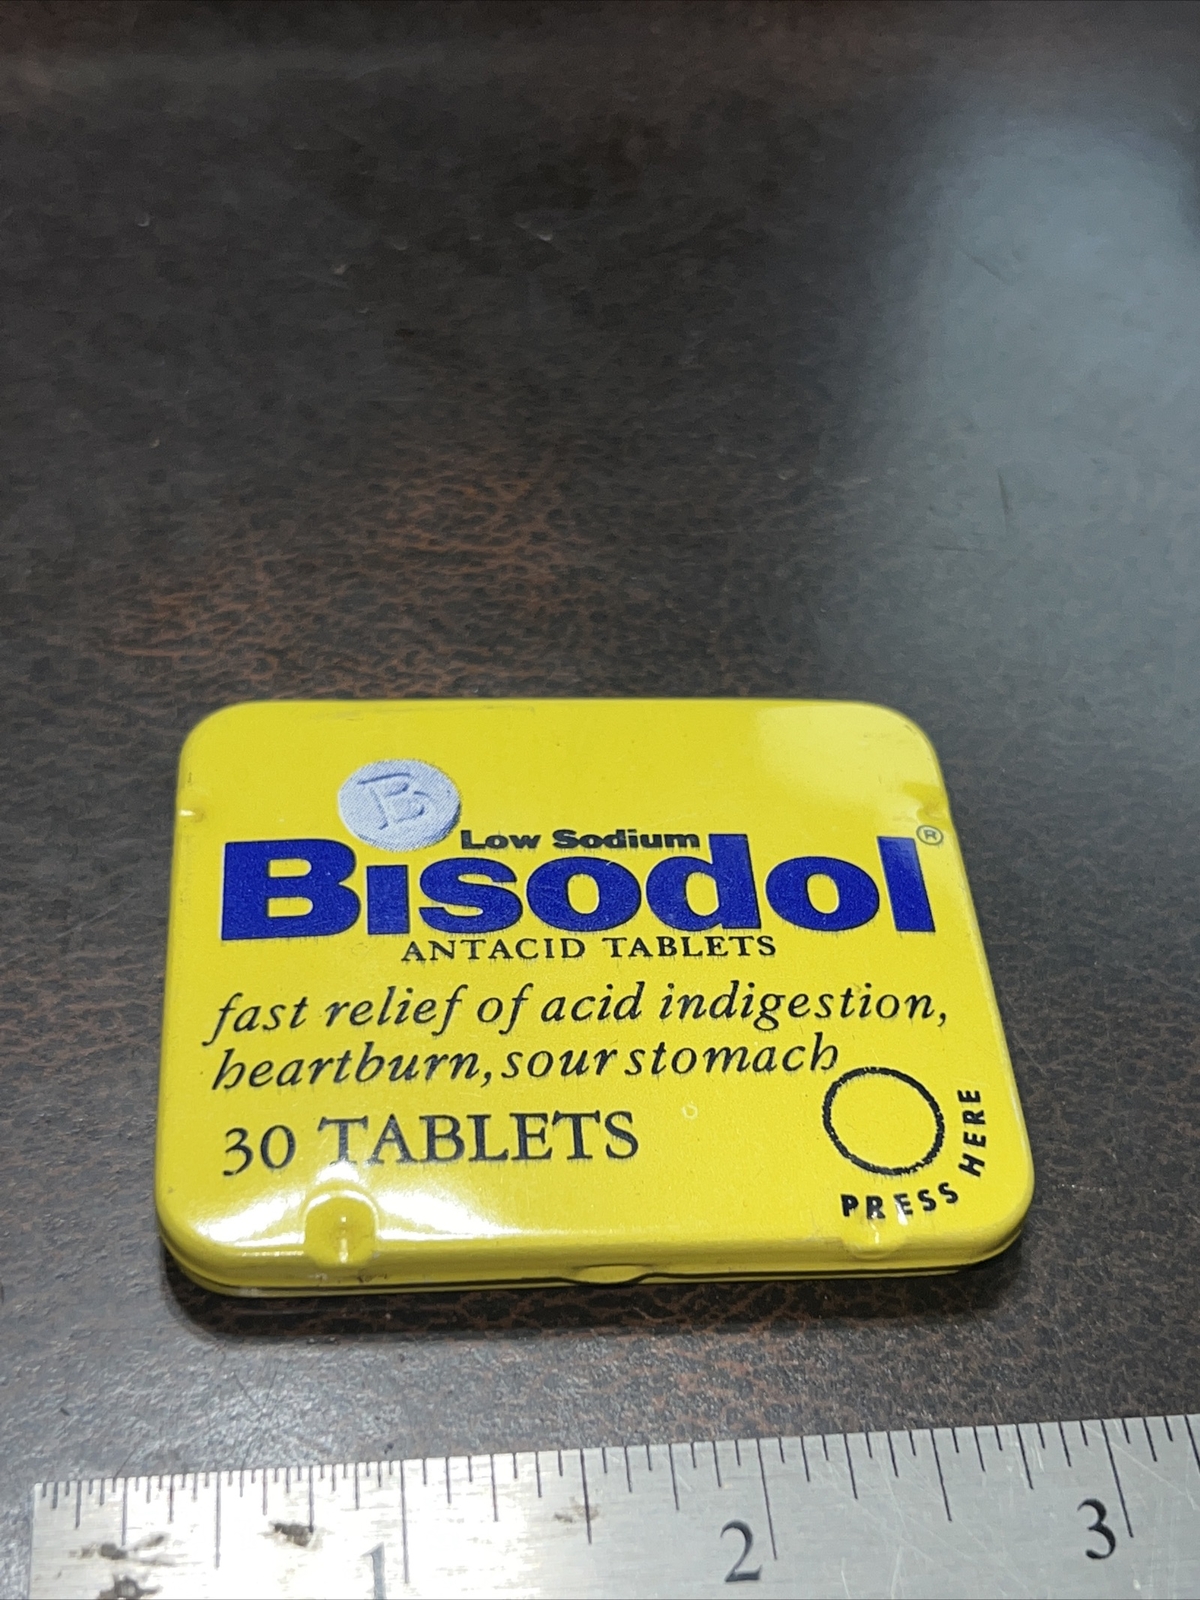 B
Low Sodium
Bisodol®
ANTACID TABLETS
fast relief of acid indigestion,
heartburn, sour stomach
30 TABLETS
PRESS HERE
1 2 3